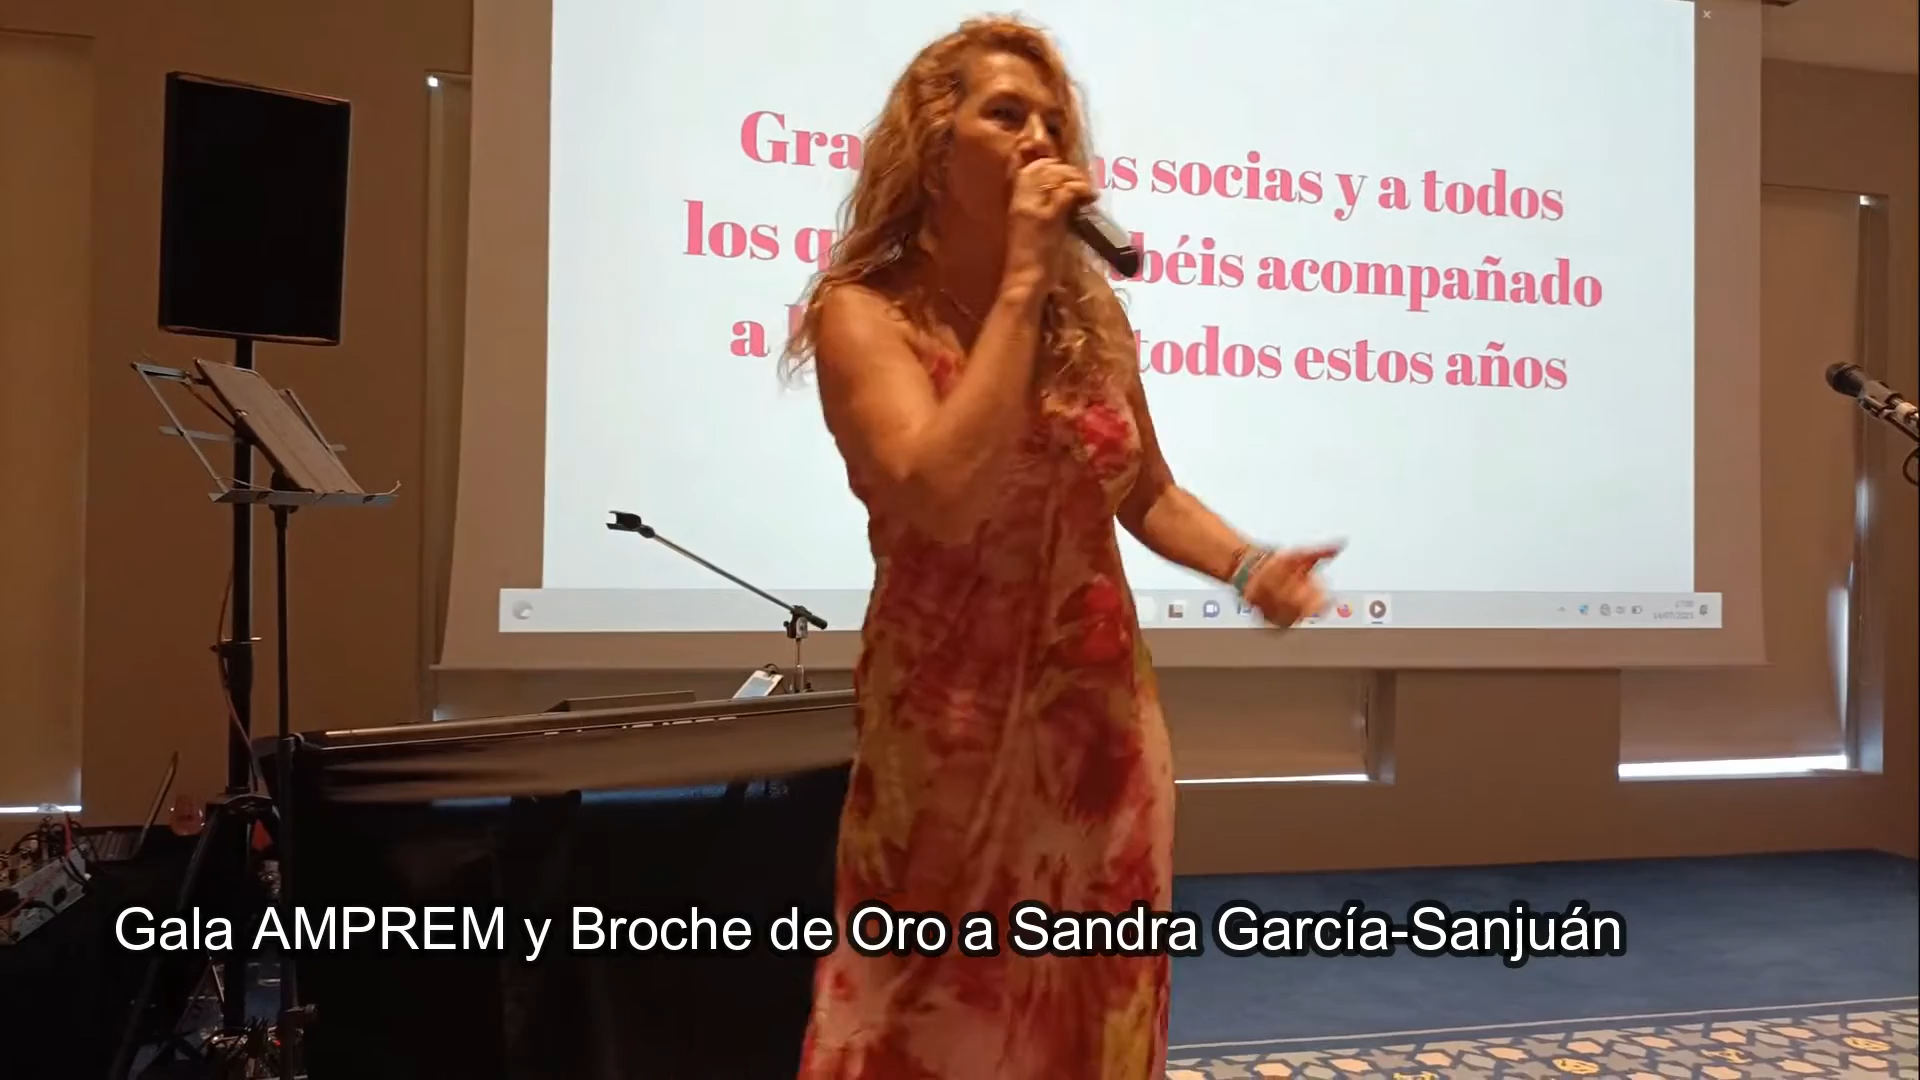 Gra as socias y a todos
los q béis acompañado
a todos estos años
Gala AMPREM y Broche de Oro a Sandra García-Sanjuán